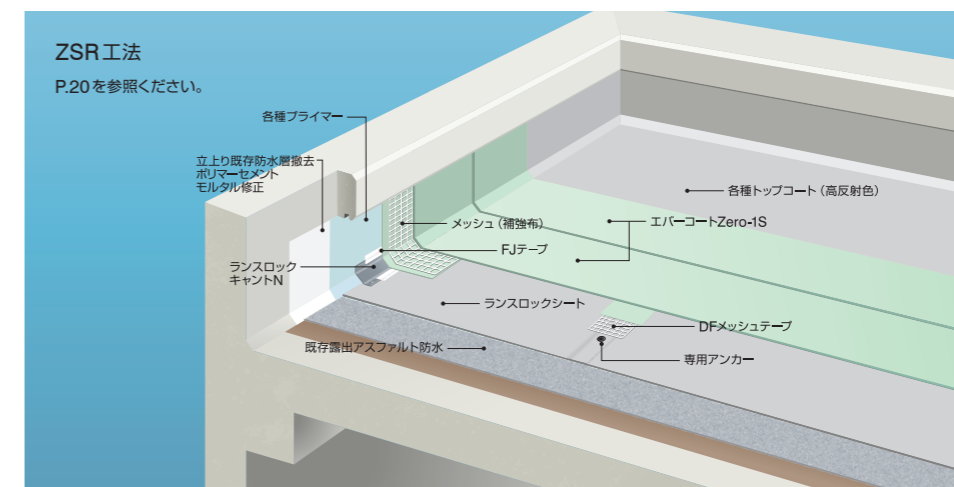 ZSR工法
P.20を参照ください。
各種プライマー
立上り既存防水層撤去
ポリマーセメント
モルタル修正
各種トップコート（高反射色）
メッシュ（補強布）
エバーコートZero-1S
FJテープ
ランスロック
キャントN
ランスロックシート
DFメッシュテープ
既存露出アスファルト防水
専用アンカー